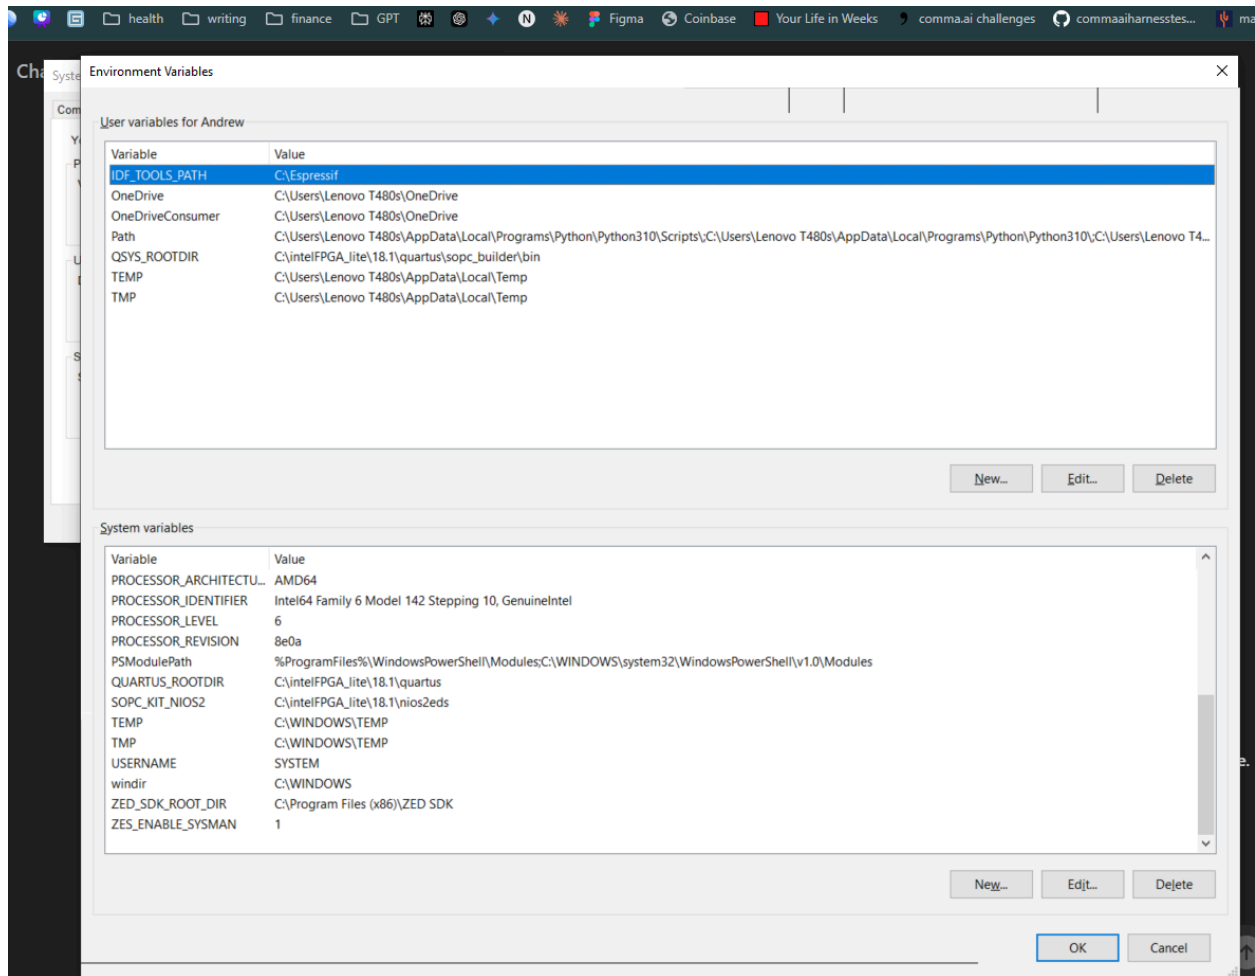 health writing finance GPT Figma Coinbase Your Life in Weeks comma.ai challenges commaaiharnesstes... ma
Cha
Syste
Environment Variables
Com
User variables for Andrew
Variable Value
IDF_TOOLS_PATH C:\Espressif
OneDrive C:\Users\Lenovo T480s\OneDrive
OneDriveConsumer C:\Users\Lenovo T480s\OneDrive
Path C:\Users\Lenovo T480s\AppData\Local\Programs\Python\Python310\Scripts\;C:\Users\Lenovo T480s\AppData\Local\Programs\Python\Python310\;C:\Users\Lenovo T4...
QSYS_ROOTDIR C:\intelFPGA_lite\18.1\quartus\sopc_builder\bin
TEMP C:\Users\Lenovo T480s\AppData\Local\Temp
TMP C:\Users\Lenovo T480s\AppData\Local\Temp
New... Edit... Delete
System variables
Variable Value
PROCESSOR_ARCHITECTU... AMD64
PROCESSOR_IDENTIFIER Intel64 Family 6 Model 142 Stepping 10, GenuineIntel
PROCESSOR_LEVEL 6
PROCESSOR_REVISION 8e0a
PSModulePath %ProgramFiles%\WindowsPowerShell\Modules;C:\WINDOWS\system32\WindowsPowerShell\v1.0\Modules
QUARTUS_ROOTDIR C:\intelFPGA_lite\18.1\quartus
SOPC_KIT_NIOS2 C:\intelFPGA_lite\18.1\nios2eds
TEMP C:\WINDOWS\TEMP
TMP C:\WINDOWS\TEMP
USERNAME SYSTEM
windir C:\WINDOWS
ZED_SDK_ROOT_DIR C:\Program Files (x86)\ZED SDK
ZES_ENABLE_SYSMAN 1
New... Edit... Delete
OK Cancel